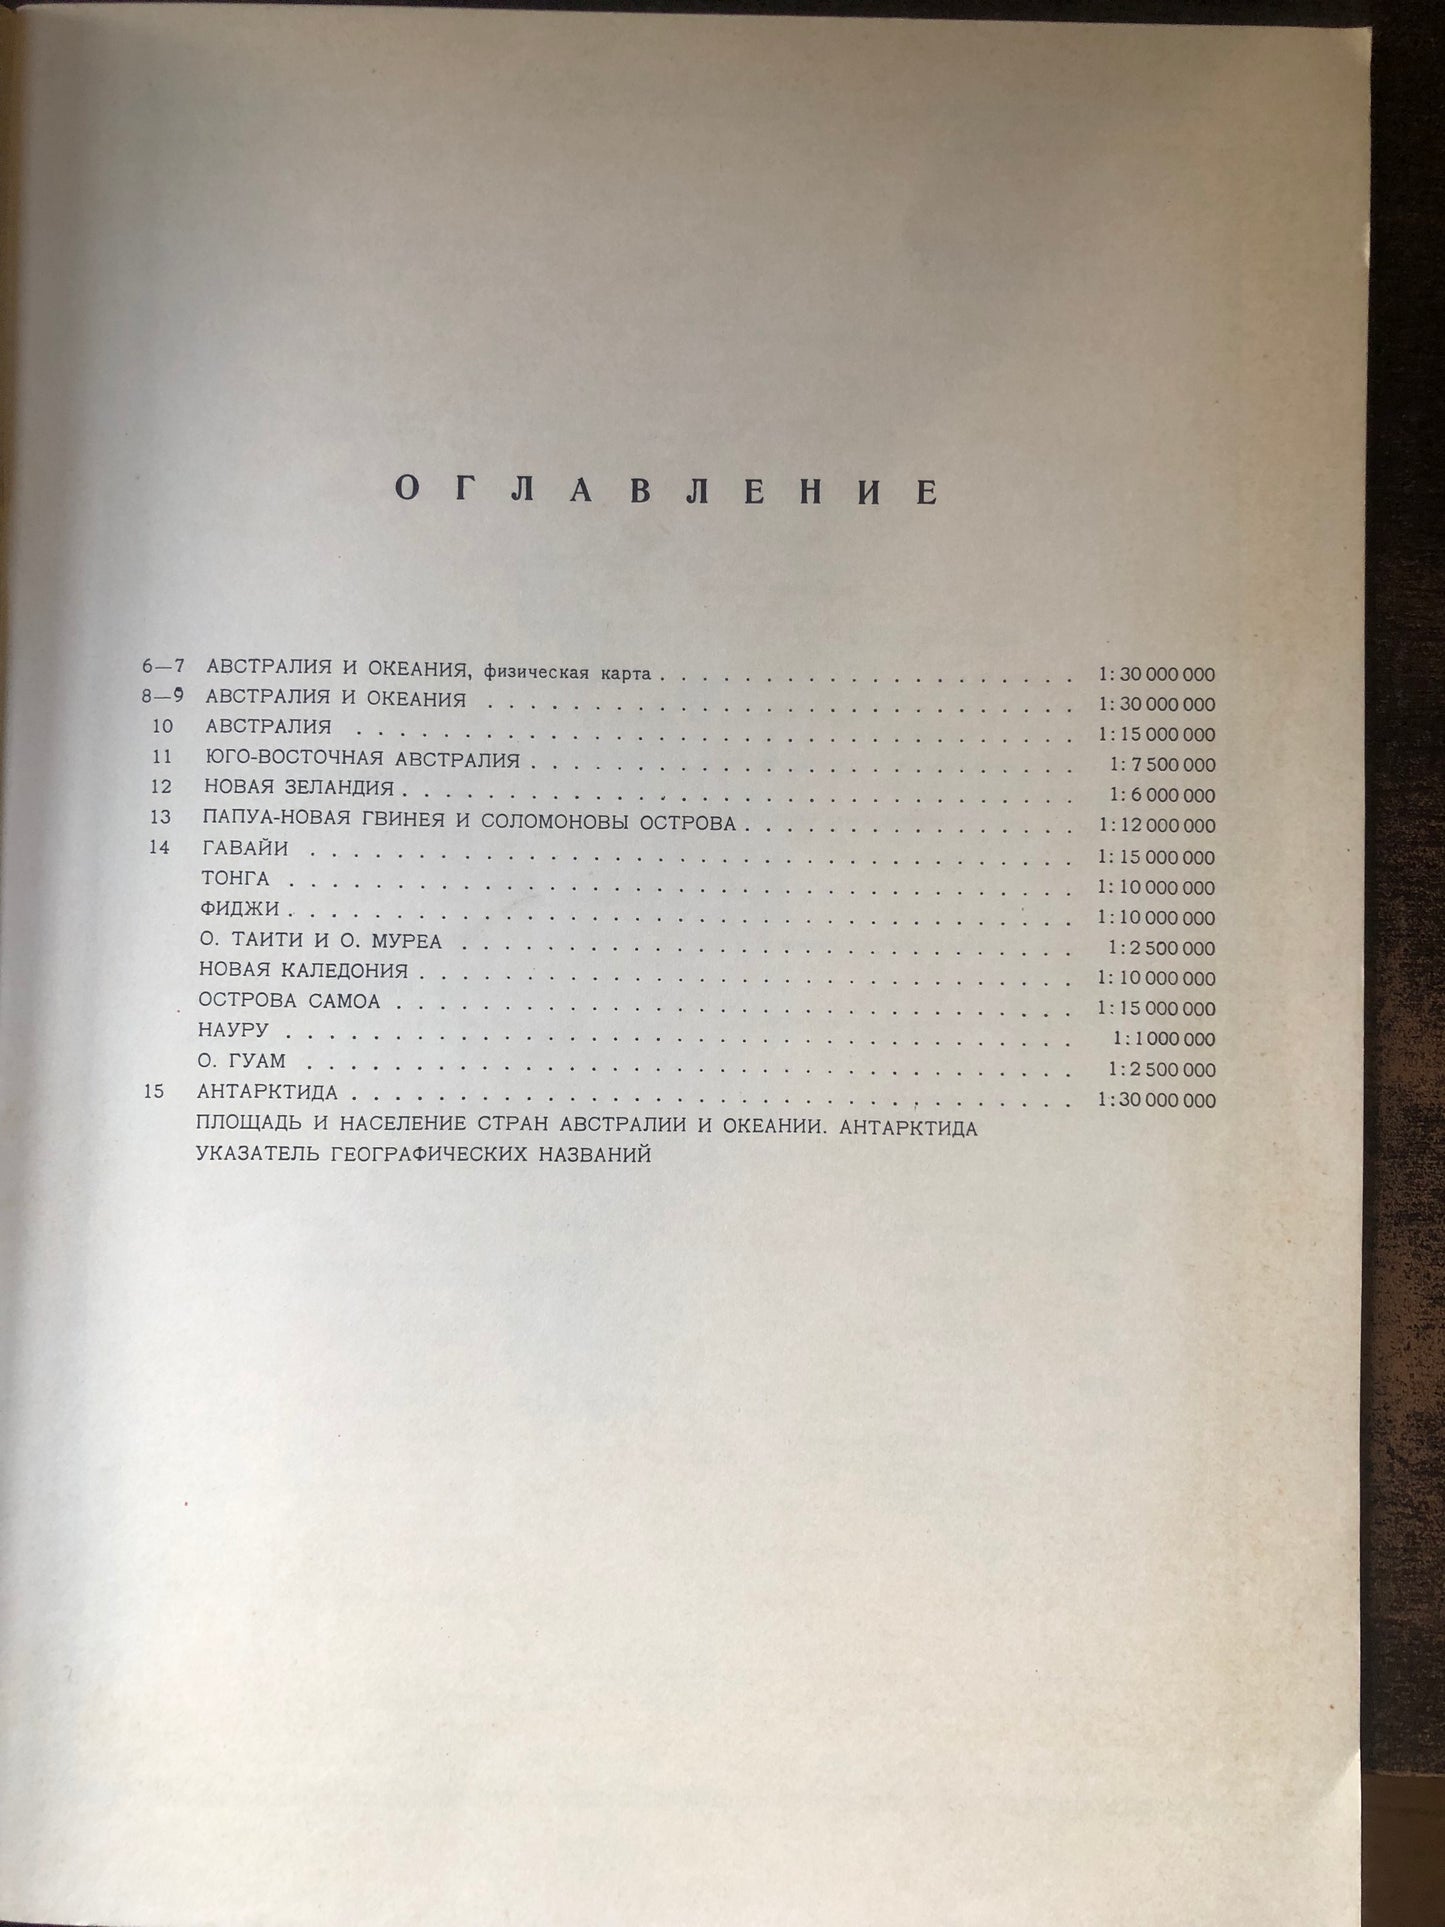 ОГЛАВЛЕНИЕ
6—7 АВСТРАЛИЯ И ОКЕАНИЯ, физическая карта . . . . . . . . . . . . . . . . 1:30 000 000
8—9 АВСТРАЛИЯ И ОКЕАНИЯ . . . . . . . . . . . . . . . . . . . . . . 1:30 000 000
10 АВСТРАЛИЯ . . . . . . . . . . . . . . . . . . . . . . . . . . . 1:15 000 000
11 ЮГО-ВОСТОЧНАЯ АВСТРАЛИЯ . . . . . . . . . . . . . . . . . . . . . 1:7 500 000
12 НОВАЯ ЗЕЛАНДИЯ . . . . . . . . . . . . . . . . . . . . . . . . . 1:6 000 000
13 ПАПУА-НОВАЯ ГВИНЕЯ И СОЛОМОНОВЫ ОСТРОВА . . . . . . . . . . . . . 1:12 000 000
14 ГАВАЙИ . . . . . . . . . . . . . . . . . . . . . . . . . . . . . 1:15 000 000
ТОНГА . . . . . . . . . . . . . . . . . . . . . . . . . . . . . . 1:10 000 000
ФИДЖИ . . . . . . . . . . . . . . . . . . . . . . . . . . . . . . 1:10 000 000
О. ТАИТИ И О. МУРЕА . . . . . . . . . . . . . . . . . . . . . . . 1:2 500 000
НОВАЯ КАЛЕДОНИЯ . . . . . . . . . . . . . . . . . . . . . . . . . 1:10 000 000
ОСТРОВА САМОА . . . . . . . . . . . . . . . . . . . . . . . . . . 1:15 000 000
НАУРУ . . . . . . . . . . . . . . . . . . . . . . . . . . . . . . 1:1 000 000
О. ГУАМ . . . . . . . . . . . . . . . . . . . . . . . . . . . . . 1:2 500 000
15 АНТАРКТИДА . . . . . . . . . . . . . . . . . . . . . . . . . . . 1:30 000 000
ПЛОЩАДЬ И НАСЕЛЕНИЕ СТРАН АВСТРАЛИИ И ОКЕАНИИ. АНТАРКТИДА
УКАЗАТЕЛЬ ГЕОГРАФИЧЕСКИХ НАЗВАНИЙ